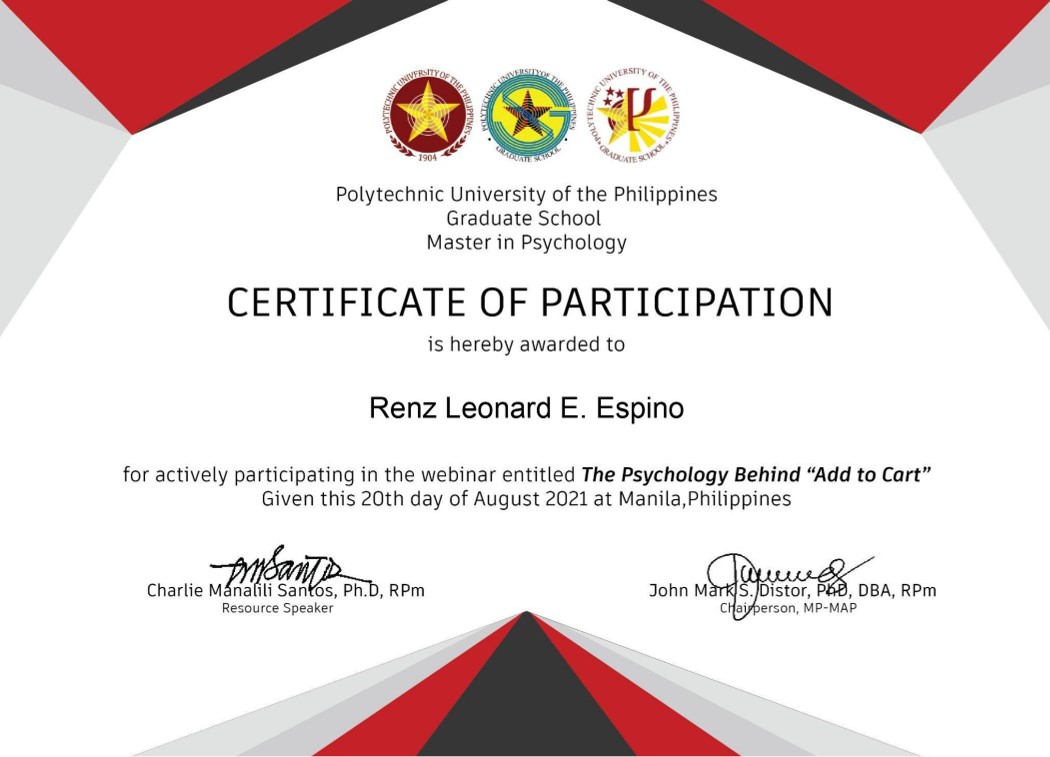 POLYTECHNIC UNIVERSITY OF THE PHILIPPINES
1904
POLYTECHNIC UNIVERSITY OF THE PHILIPPINES
GRADUATE SCHOOL
POLYTECHNIC UNIVERSITY OF THE PHILIPPINES
GRADUATE SCHOOL
Polytechnic University of the Philippines
Graduate School
Master in Psychology
CERTIFICATE OF PARTICIPATION
is hereby awarded to
Renz Leonard E. Espino
for actively participating in the webinar entitled The Psychology Behind “Add to Cart”
Given this 20th day of August 2021 at Manila,Philippines
Charlie Manalili Santos, Ph.D, RPm
Resource Speaker
John Mark S. Distor, PhD, DBA, RPm
Chairperson, MP-MAP